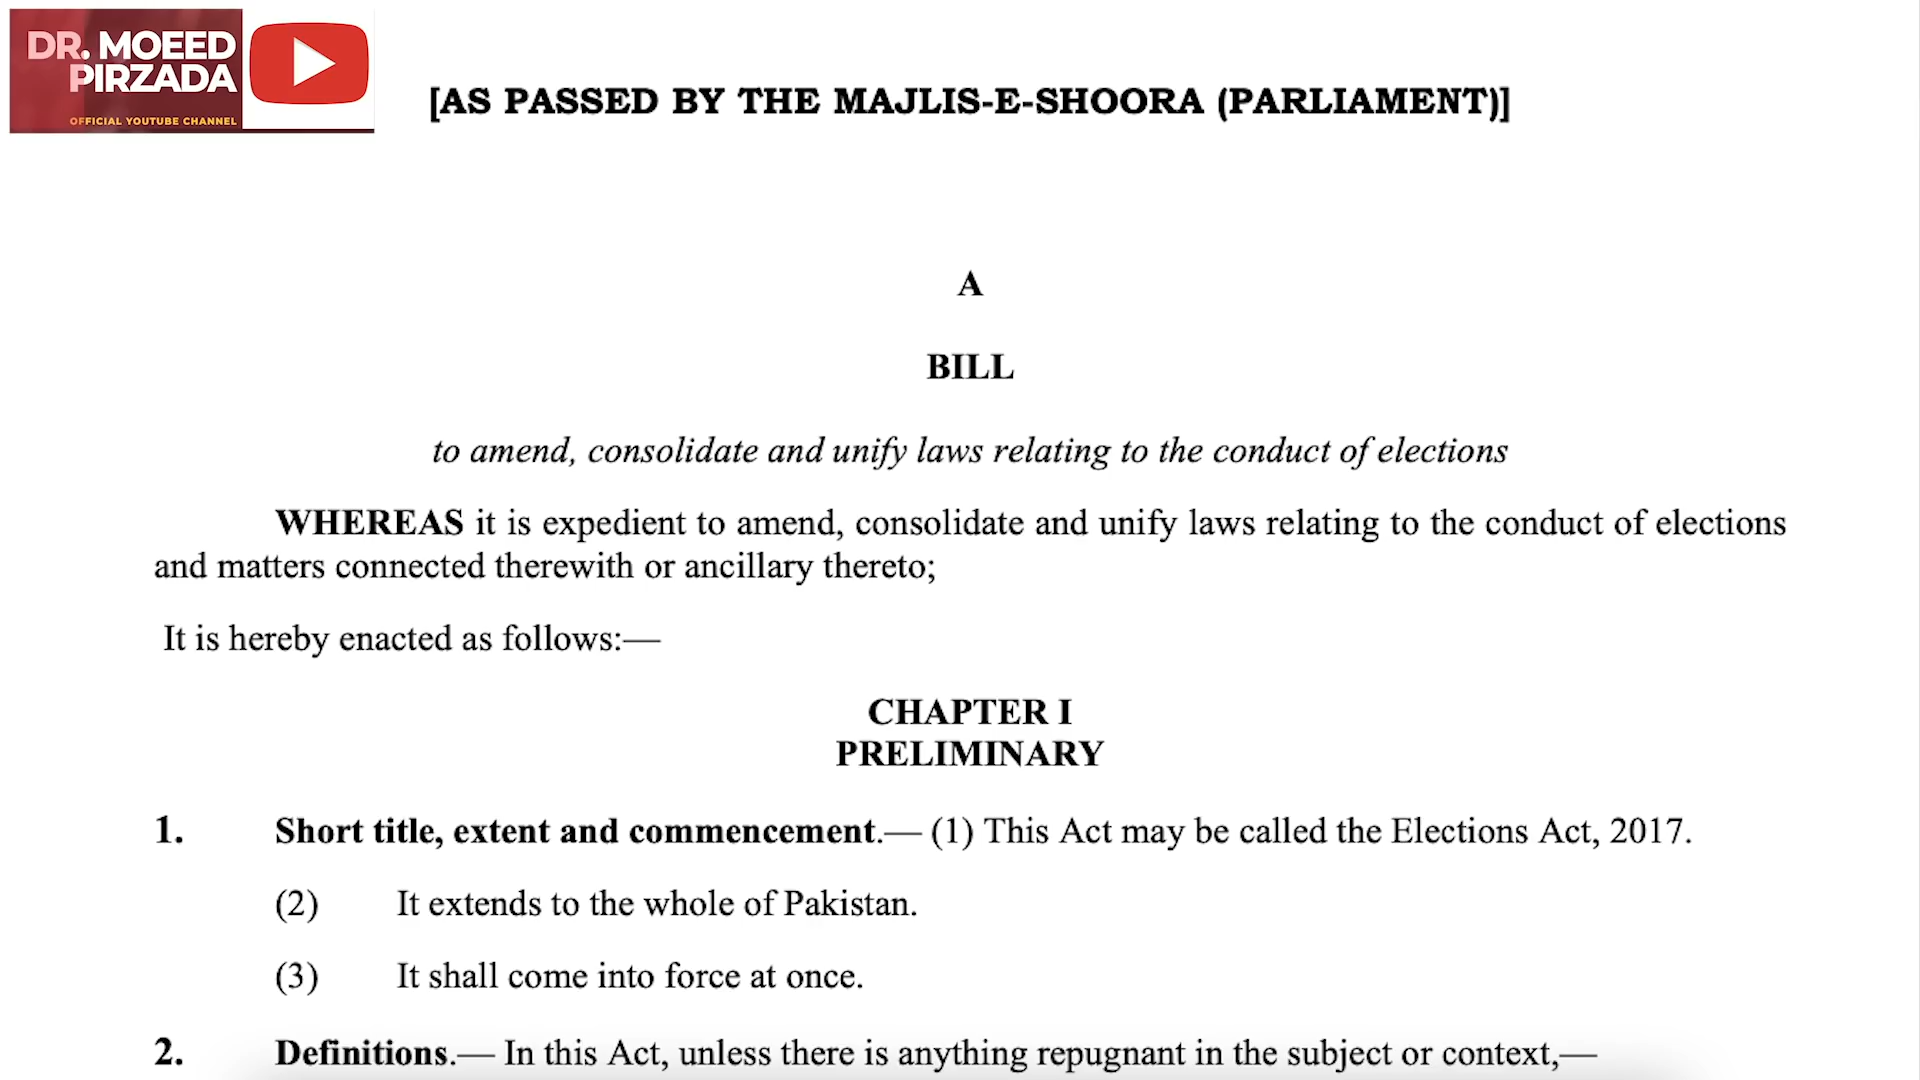 DR. MOEED
PIRZADA
OFFICIAL YOUTUBE CHANNEL
[AS PASSED BY THE MAJLIS-E-SHOORA (PARLIAMENT)]
A
BILL
to amend, consolidate and unify laws relating to the conduct of elections
WHEREAS it is expedient to amend, consolidate and unify laws relating to the conduct of elections
and matters connected therewith or ancillary thereto;
It is hereby enacted as follows:—
CHAPTER I
PRELIMINARY
1. Short title, extent and commencement.— (1) This Act may be called the Elections Act, 2017.
(2) It extends to the whole of Pakistan.
(3) It shall come into force at once.
2. Definitions.— In this Act, unless there is anything repugnant in the subject or context,—